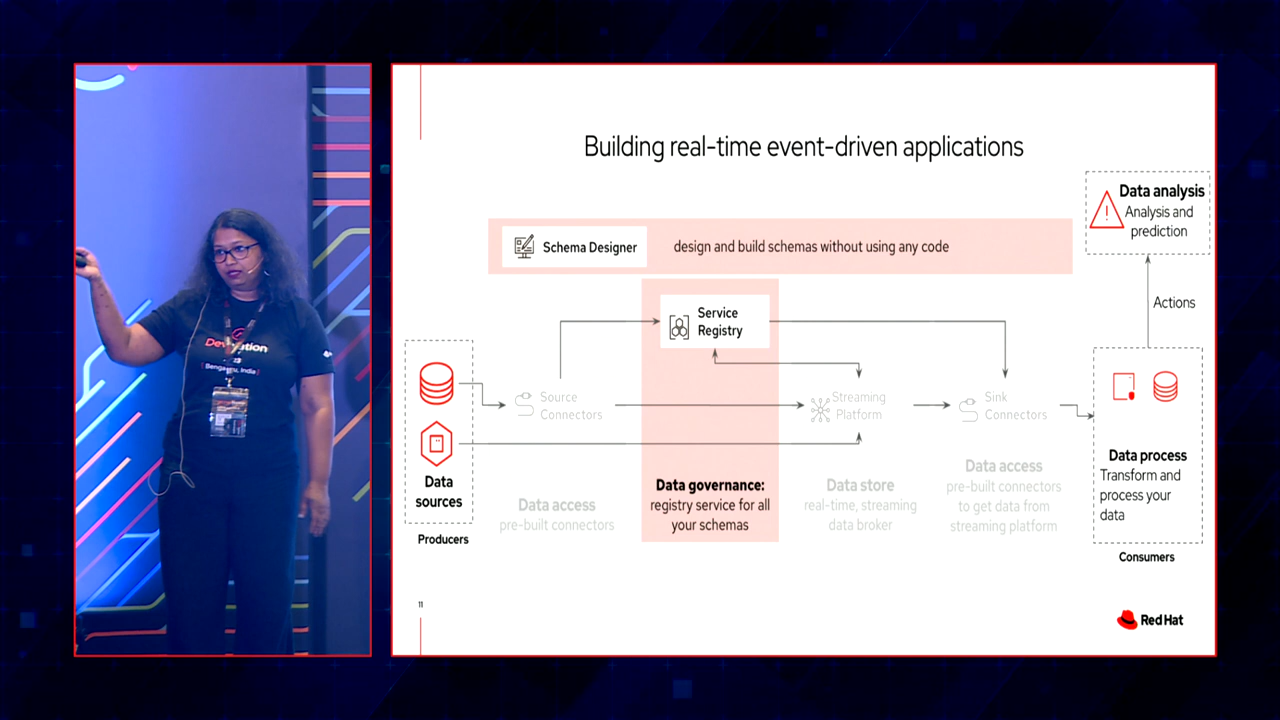 Building real-time event-driven applications
Schema Designer
design and build schemas without using any code
Data analysis
Analysis and
prediction
Actions
Service
Registry
Source
Connectors
Streaming
Platform
Sink
Connectors
Data
sources
Producers
Data access
pre-built connectors
Data governance:
registry service for all
your schemas
Data store
real-time, streaming
data broker
Data access
pre-built connectors
to get data from
streaming platform
Data process
Transform and
process your
data
Consumers
11
Red Hat
DevNation
Bengaluru, India